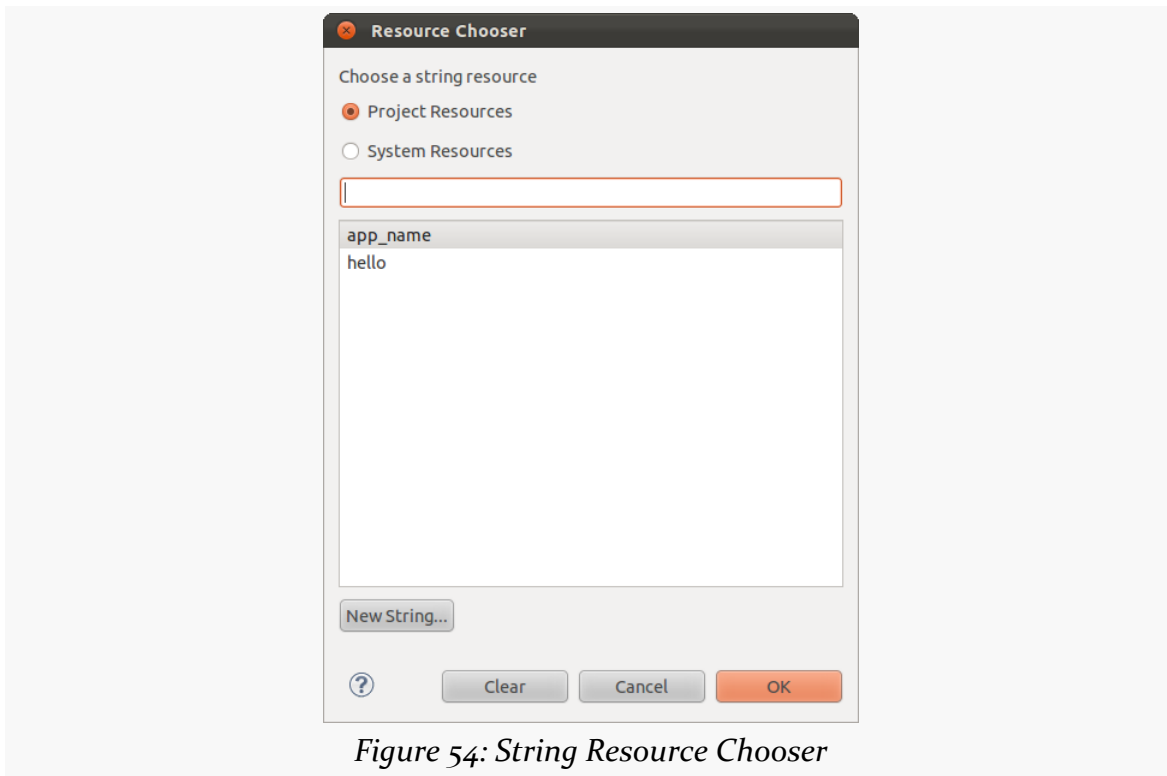 Resource Chooser
Choose a string resource
Project Resources
System Resources
app_name
hello
New String...
?
Clear Cancel OK
Figure 54: String Resource Chooser